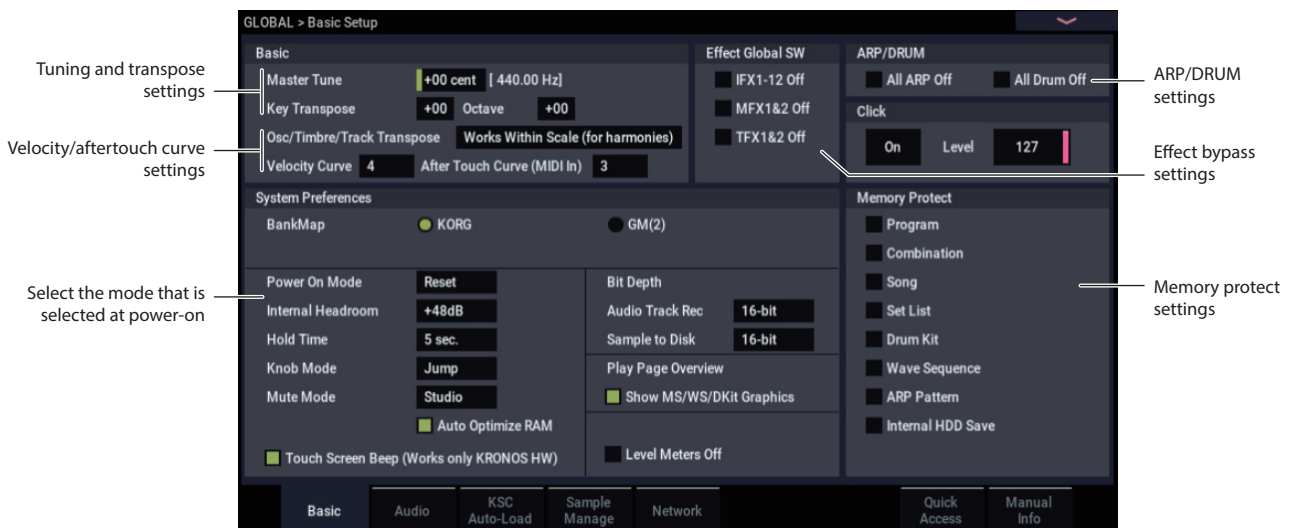 GLOBAL > Basic Setup
Basic
Master Tune +00 cent [ 440.00 Hz]
Key Transpose +00 Octave +00
Osc/Timbre/Track Transpose Works Within Scale (for harmonies)
Velocity Curve 4 After Touch Curve (MIDI In) 3
Effect Global SW
IFX1-12 Off
MFX1&2 Off
TFX1&2 Off
ARP/DRUM
All ARP Off All Drum Off
Click
On Level 127
System Preferences
BankMap KORG GM(2)
Power On Mode Reset
Internal Headroom +48dB
Hold Time 5 sec.
Knob Mode Jump
Mute Mode Studio
Auto Optimize RAM
Touch Screen Beep (Works only KRONOS HW)
Bit Depth
Audio Track Rec 16-bit
Sample to Disk 16-bit
Play Page Overview
Show MS/WS/DKit Graphics
Level Meters Off
Memory Protect
Program
Combination
Song
Set List
Drum Kit
Wave Sequence
ARP Pattern
Internal HDD Save
Basic
Audio
KSC
Auto-Load
Sample
Manage
Network
Quick
Access
Manual
Info
Tuning and transpose
settings
Velocity/aftertouch curve
settings
Select the mode that is
selected at power-on
ARP/DRUM
settings
Effect bypass
settings
Memory protect
settings